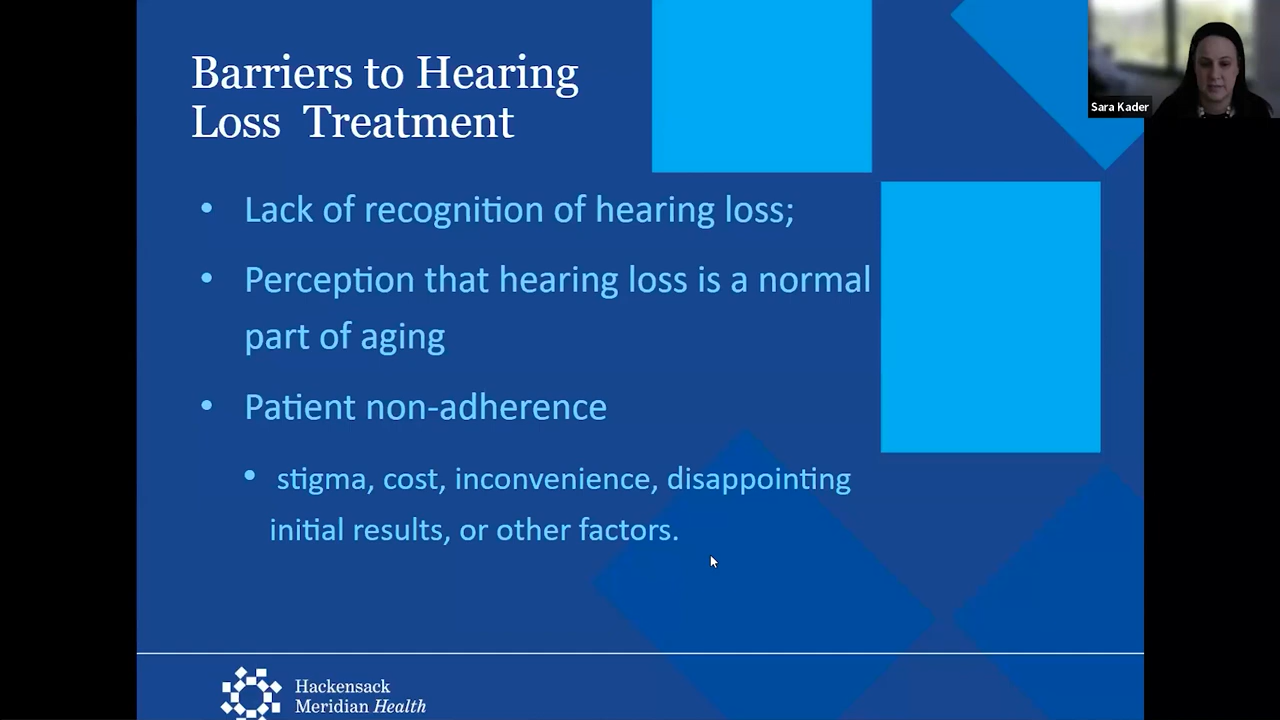 Barriers to Hearing
Loss  Treatment
• Lack of recognition of hearing loss;
• Perception that hearing loss is a normal
part of aging
• Patient non-adherence
• stigma, cost, inconvenience, disappointing
initial results, or other factors.
Hackensack
Meridian Health
Sara Kader